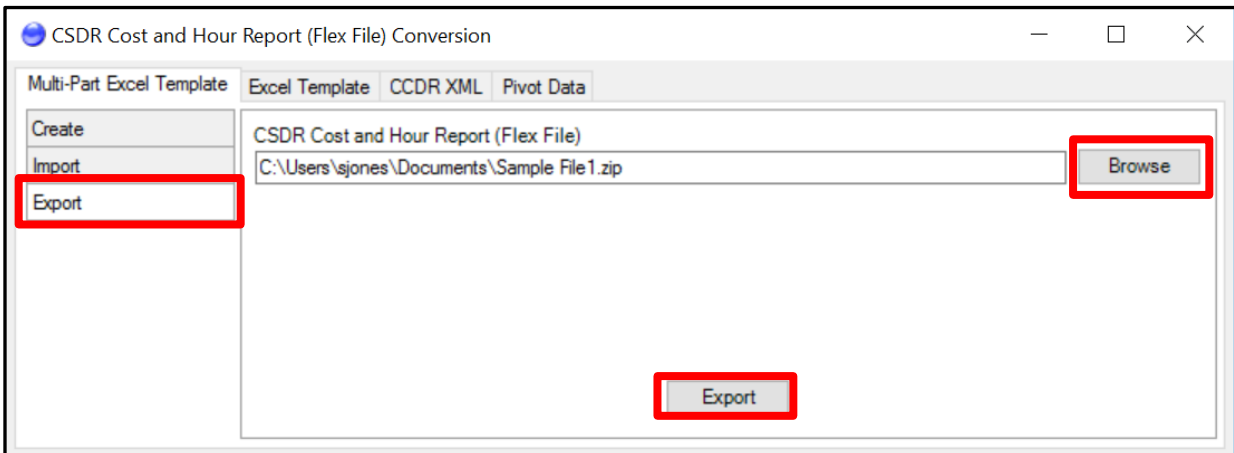 CSDR Cost and Hour Report (Flex File) Conversion
Multi-Part Excel Template Excel Template CCDR XML Pivot Data
Create
CSDR Cost and Hour Report (Flex File)
Import
C:\Users\sjones\Documents\Sample File1.zip
Browse
Export
Export